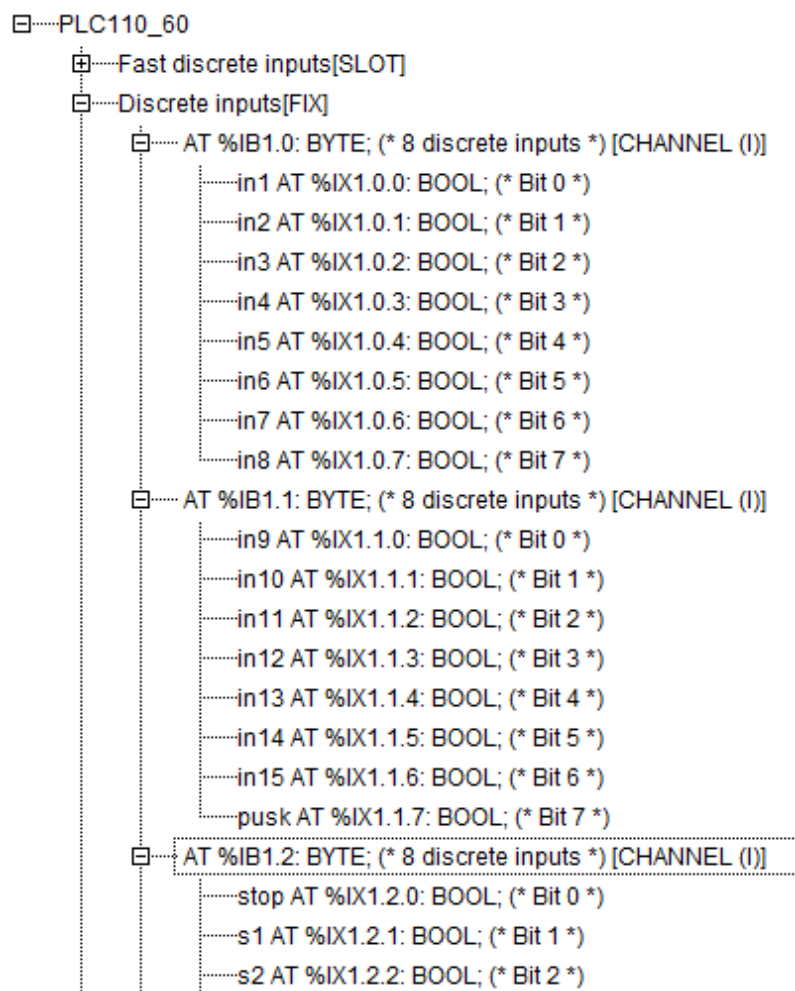 PLC110_60
Fast discrete inputs[SLOT]
Discrete inputs[FIX]
AT %IB1.0: BYTE; (* 8 discrete inputs *) [CHANNEL (I)]
in1 AT %IX1.0.0: BOOL; (* Bit 0 *)
in2 AT %IX1.0.1: BOOL; (* Bit 1 *)
in3 AT %IX1.0.2: BOOL; (* Bit 2 *)
in4 AT %IX1.0.3: BOOL; (* Bit 3 *)
in5 AT %IX1.0.4: BOOL; (* Bit 4 *)
in6 AT %IX1.0.5: BOOL; (* Bit 5 *)
in7 AT %IX1.0.6: BOOL; (* Bit 6 *)
in8 AT %IX1.0.7: BOOL; (* Bit 7 *)
AT %IB1.1: BYTE; (* 8 discrete inputs *) [CHANNEL (I)]
in9 AT %IX1.1.0: BOOL; (* Bit 0 *)
in10 AT %IX1.1.1: BOOL; (* Bit 1 *)
in11 AT %IX1.1.2: BOOL; (* Bit 2 *)
in12 AT %IX1.1.3: BOOL; (* Bit 3 *)
in13 AT %IX1.1.4: BOOL; (* Bit 4 *)
in14 AT %IX1.1.5: BOOL; (* Bit 5 *)
in15 AT %IX1.1.6: BOOL; (* Bit 6 *)
pusk AT %IX1.1.7: BOOL; (* Bit 7 *)
AT %IB1.2: BYTE; (* 8 discrete inputs *) [CHANNEL (I)]
stop AT %IX1.2.0: BOOL; (* Bit 0 *)
s1 AT %IX1.2.1: BOOL; (* Bit 1 *)
s2 AT %IX1.2.2: BOOL; (* Bit 2 *)